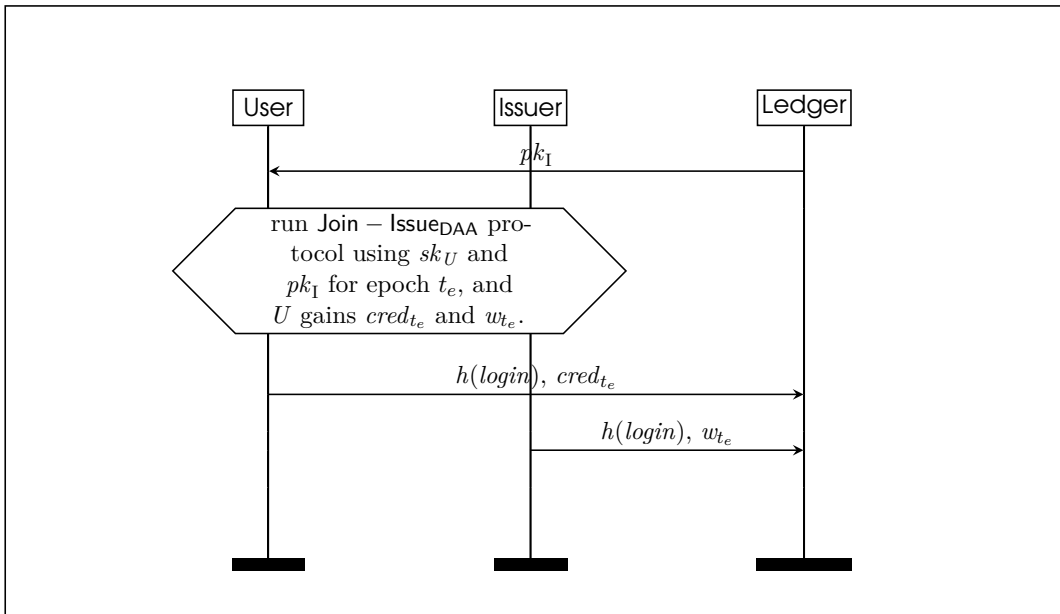 User Issuer Ledger
pk_I
run Join – Issue_DAA pro-
tocol using sk_U and
pk_I for epoch t_e, and
U gains cred_{t_e} and w_{t_e}.
h(login), cred_{t_e}
h(login), w_{t_e}